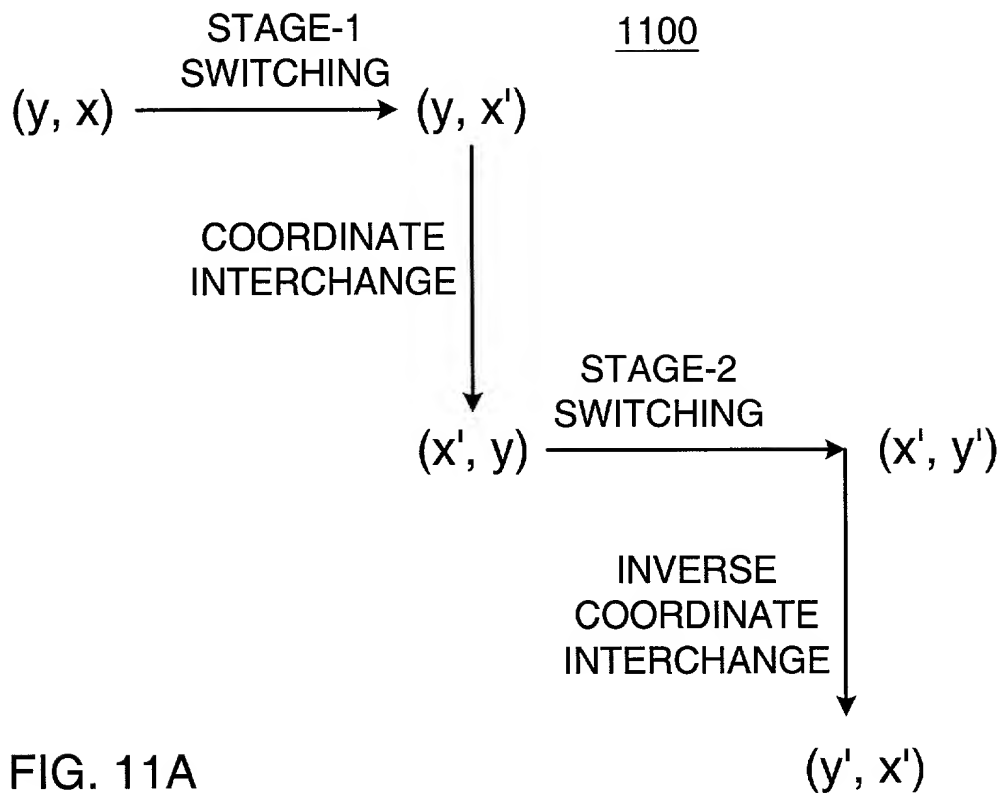 STAGE-1
SWITCHING
1100
(y, x)
(y, x')
COORDINATE
INTERCHANGE
STAGE-2
SWITCHING
(x', y)
(x', y')
INVERSE
COORDINATE
INTERCHANGE
(y', x')
FIG. 11A